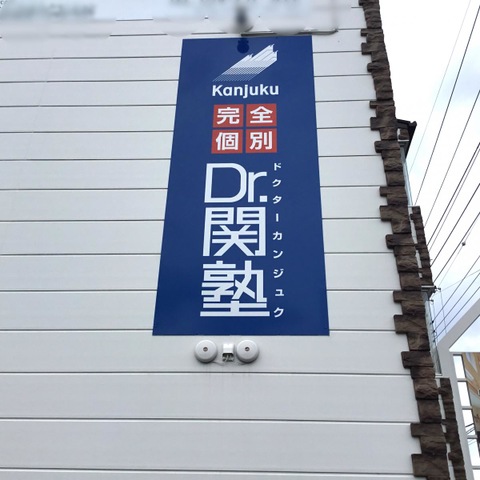 Kanjuku
完全
個別
Dr.関塾
ドクターカンジュク